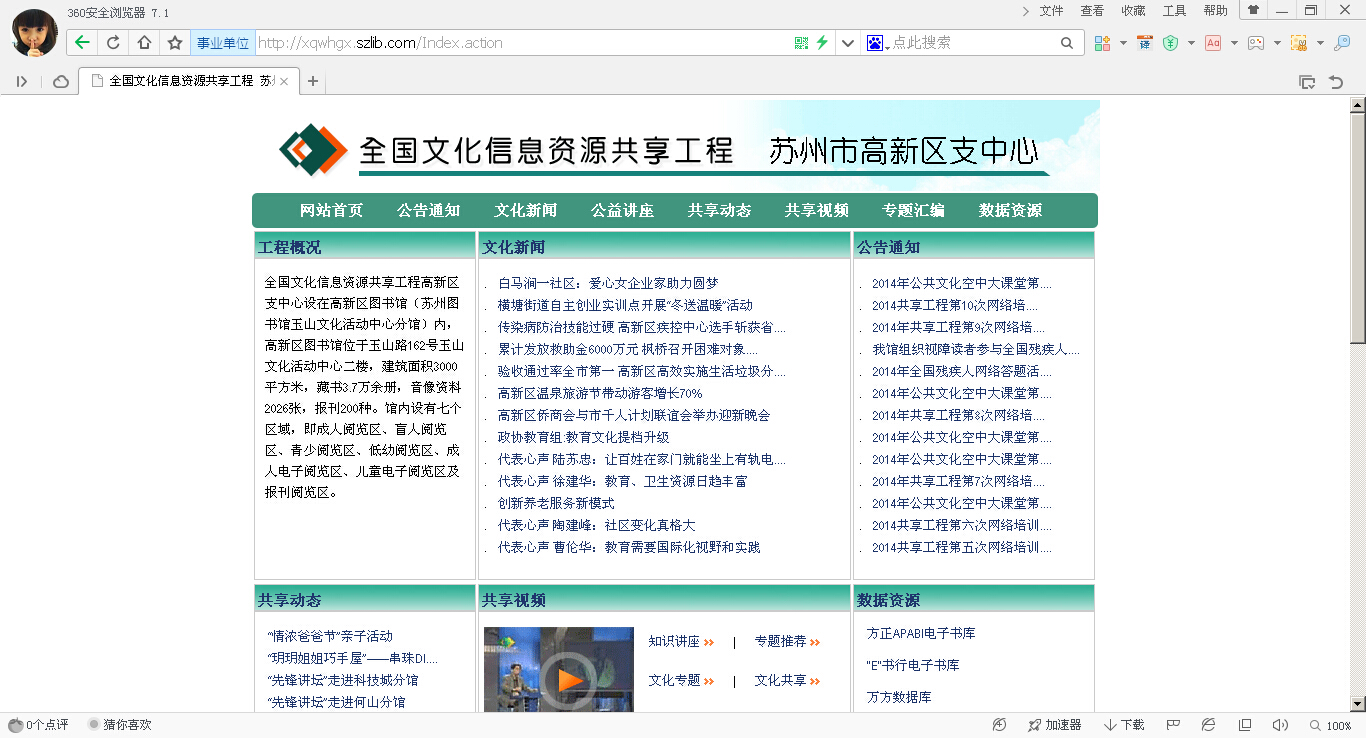 360安全浏览器 7.1
文件 查看 收藏 工具 帮助
事业单位 http://xqwhgx.szlib.com/Index.action
点此搜索
译
Aa
全国文化信息资源共享工程 苏
全国文化信息资源共享工程 苏州市高新区支中心
网站首页 公告通知 文化新闻 公益讲座 共享动态 共享视频 专题汇编 数据资源
工程概况
全国文化信息资源共享工程高新区
支中心设在高新区图书馆（苏州图
书馆玉山文化活动中心分馆）内，
高新区图书馆位于玉山路162号玉山
文化活动中心二楼，建筑面积3000
平方米，藏书3.7万余册，音像资料
2026张，报刊200种。馆内设有七个
区域，即成人阅览区、盲人阅览
区、青少阅览区、低幼阅览区、成
人电子阅览区、儿童电子阅览区及
报刊阅览区。
文化新闻
. 白马涧一社区：爱心女企业家助力圆梦
. 横塘街道自主创业实训点开展“冬送温暖”活动
. 传染病防治技能过硬 高新区疾控中心选手斩获省....
. 累计发放救助金6000万元 枫桥召开困难对象....
. 验收通过率全市第一 高新区高效实施生活垃圾分....
. 高新区温泉旅游节带动游客增长70%
. 高新区侨商会与市千人计划联谊会举办迎新晚会
. 政协教育组:教育文化提档升级
. 代表心声 陆苏忠：让百姓在家门就能坐上有轨电....
. 代表心声 徐建华：教育、卫生资源日趋丰富
. 创新养老服务新模式
. 代表心声 陶建峰：社区变化真格大
. 代表心声 曹伦华：教育需要国际化视野和实践
公告通知
. 2014年公共文化空中大课堂第....
. 2014共享工程第10次网络培....
. 2014年共享工程第9次网络培....
. 我馆组织视障读者参与全国残疾人....
. 2014年全国残疾人网络答题活....
. 2014年公共文化空中大课堂第....
. 2014年共享工程第8次网络培....
. 2014年公共文化空中大课堂第....
. 2014年公共文化空中大课堂第....
. 2014年共享工程第7次网络培....
. 2014年公共文化空中大课堂第....
. 2014共享工程第六次网络培训....
. 2014共享工程第五次网络培训....
共享动态
“情浓爸爸节”亲子活动
“玥玥姐姐巧手屋”——串珠DI....
“先锋讲坛”走进科技城分馆
“先锋讲坛”走进何山分馆
共享视频
知识讲座 | 专题推荐
文化专题 | 文化共享
数据资源
方正APABI电子书库
"E"书行电子书库
万方数据库
0个点评 猜你喜欢 加速器 下载 100%